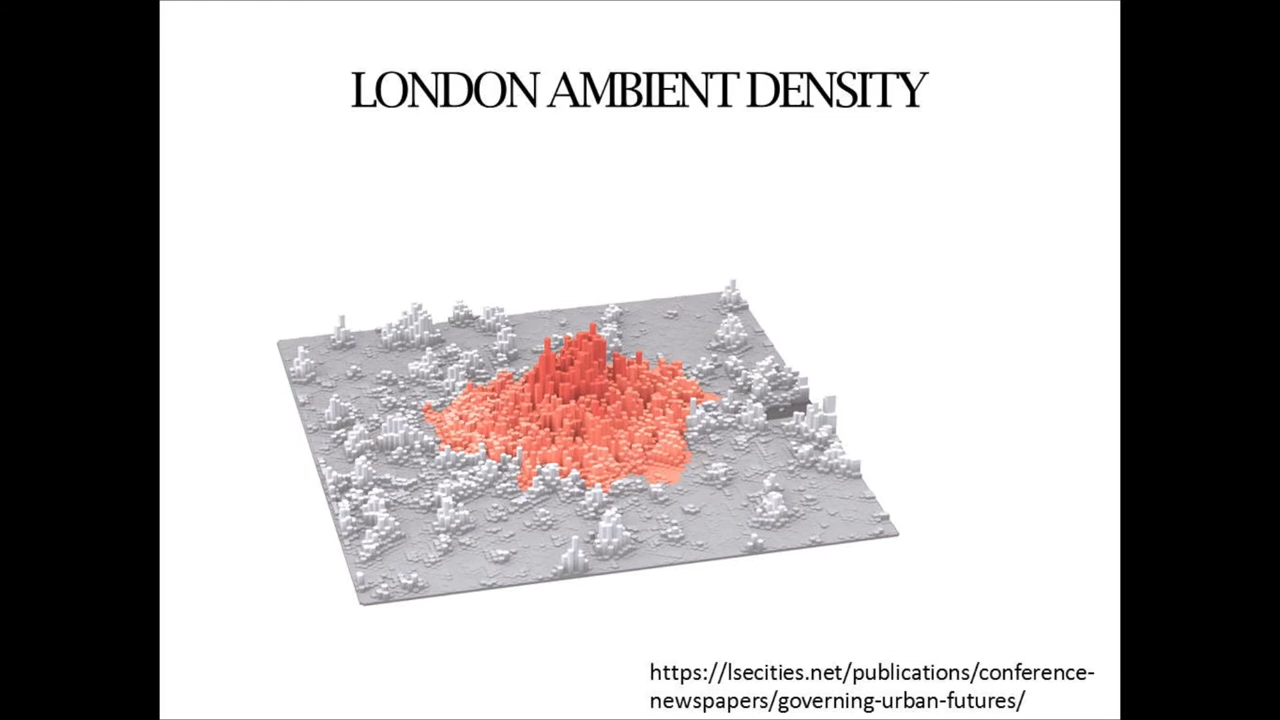 LONDON AMBIENT DENSITY
https://lsecities.net/publications/conference-
newspapers/governing-urban-futures/